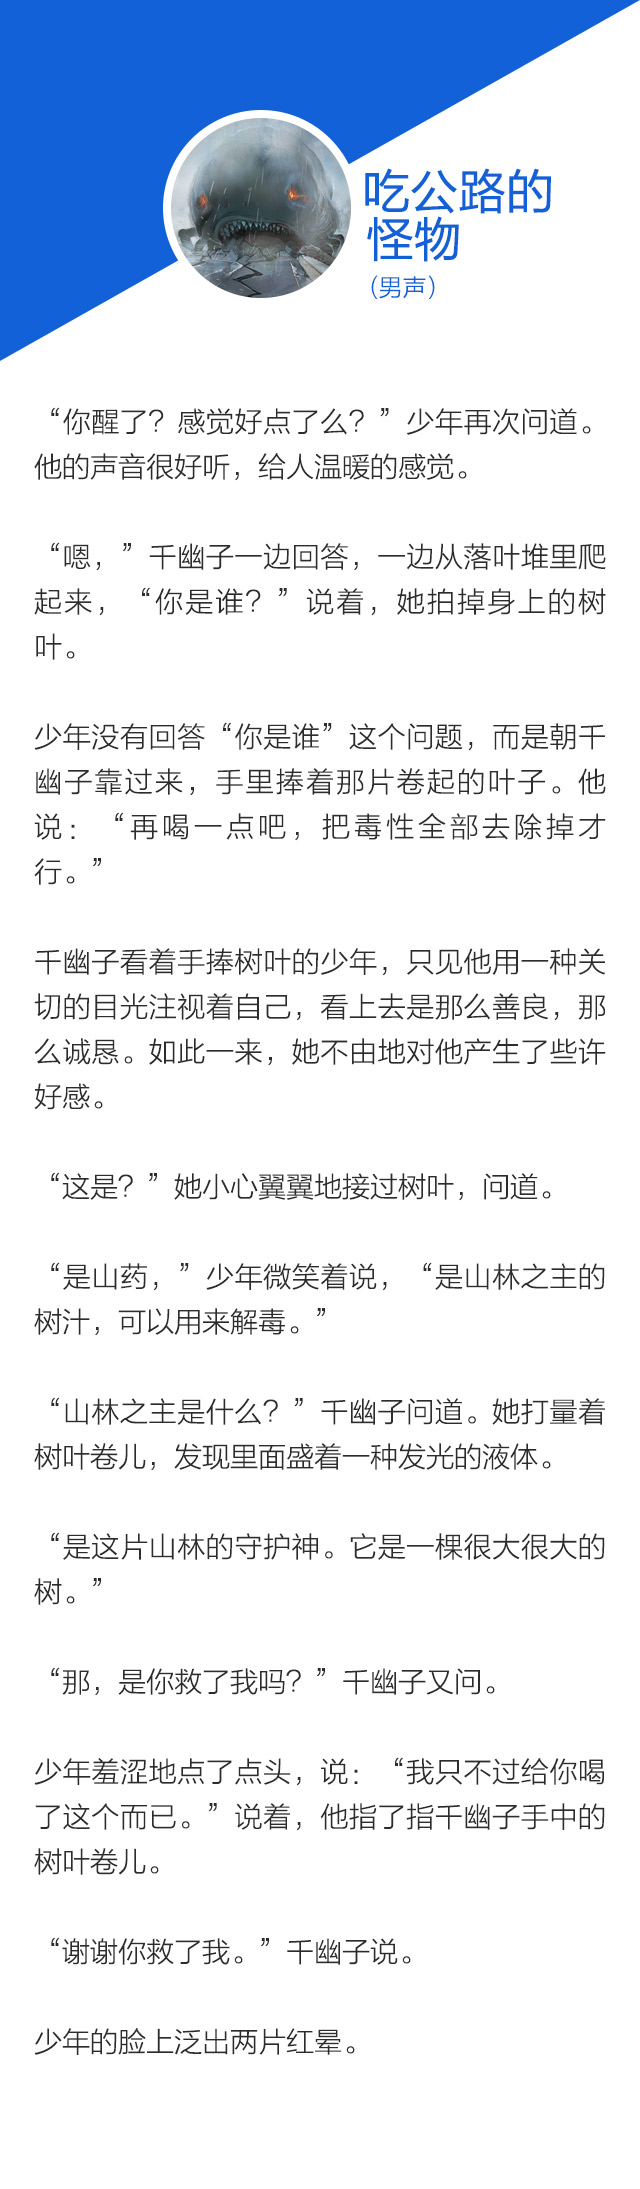 吃公路的
怪物
（男声）
“你醒了？感觉好点了么？”少年再次问道。
他的声音很好听，给人温暖的感觉。
“嗯，”千幽子一边回答，一边从落叶堆里爬
起来，“你是谁？”说着，她拍掉身上的树
叶。
少年没有回答“你是谁”这个问题，而是朝千
幽子靠过来，手里捧着那片卷起的叶子。他
说：“再喝一点吧，把毒性全部去除掉才
行。”
千幽子看着手捧树叶的少年，只见他用一种关
切的目光注视着自己，看上去是那么善良，那
么诚恳。如此一来，她不由地对他产生了些许
好感。
“这是？”她小心翼翼地接过树叶，问道。
“是山药，”少年微笑着说，“是山林之主的
树汁，可以用来解毒。”
“山林之主是什么？”千幽子问道。她打量着
树叶卷儿，发现里面盛着一种发光的液体。
“是这片山林的守护神。它是一棵很大很大的
树。”
“那，是你救了我吗？”千幽子又问。
少年羞涩地点了点头，说：“我只不过给你喝
了这个而已。”说着，他指了指千幽子手中的
树叶卷儿。
“谢谢你救了我。”千幽子说。
少年的脸上泛出两片红晕。